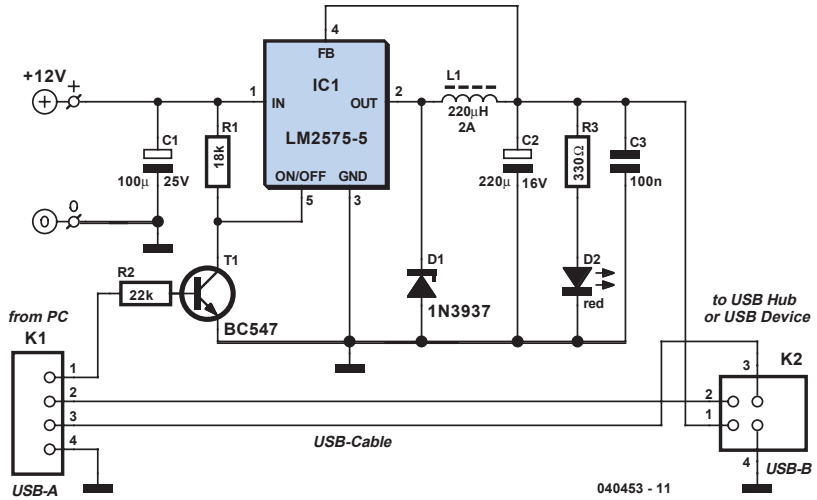 4
FB
+12V
+
L1
IC1
1
2
IN
OUT
220µH
2A
R1
R3
C1
C2
C3
LM2575-5
18k
330Ω
100µ
25V
ON/OFF
GND
220µ
16V
100n
0
0
5
3
T1
R2
D1
D2
22k
1N3937
red
from PC
BC547
to USB Hub
or USB Device
K1
3
K2
1
2
2
3
1
USB-Cable
4
4
USB-B
USB-A
040453 - 11